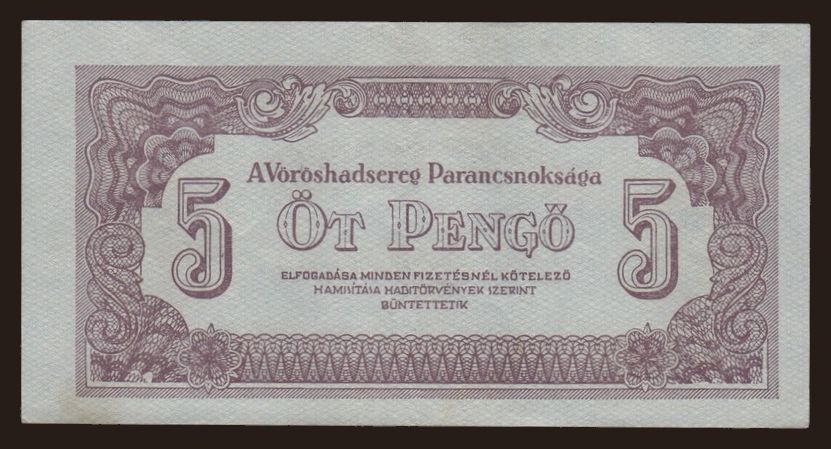 A Vöröshadsereg Parancsnoksága
5 ÖT PENGŐ 5
ELFOGADÁSA MINDEN FIZETÉSNÉL KÖTELEZŐ
HAMISÍTÁSA HADITÖRVÉNYEK SZERINT
BÜNTETTETIK